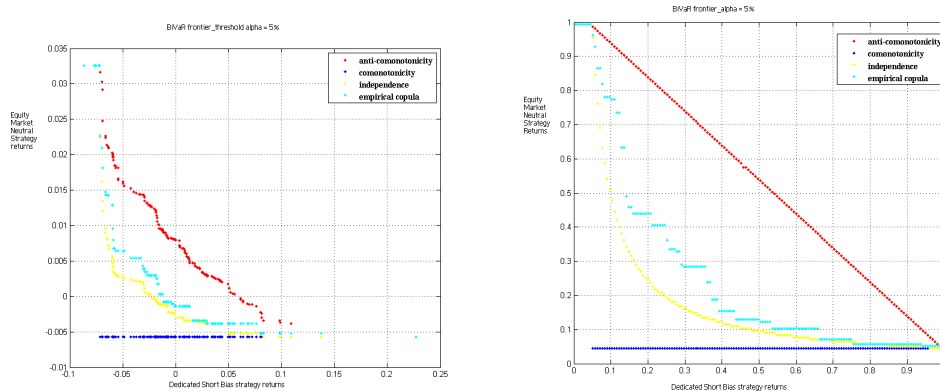 BiVaR frontier_threshold alpha = 5%
Equity
Market
Neutral
Strategy
returns
0.035
0.03
0.025
0.02
0.015
0.01
0.005
0
-0.005
-0.01
-0.1
-0.05
0
0.05
0.1
0.15
0.2
0.25
anti-comonotonicity
comonotonicity
independence
empirical copula
Dedicated Short Bias strategy returns
BiVaR frontier_alpha = 5%
Equity
Market
Neutral
Strategy
Returns
1
0.9
0.8
0.7
0.6
0.5
0.4
0.3
0.2
0.1
0
0
0.1
0.2
0.3
0.4
0.5
0.6
0.7
0.8
0.9
anti-comonotonicity
comonotonicity
independence
empirical copula
Dedicated Short Bias strategy returns